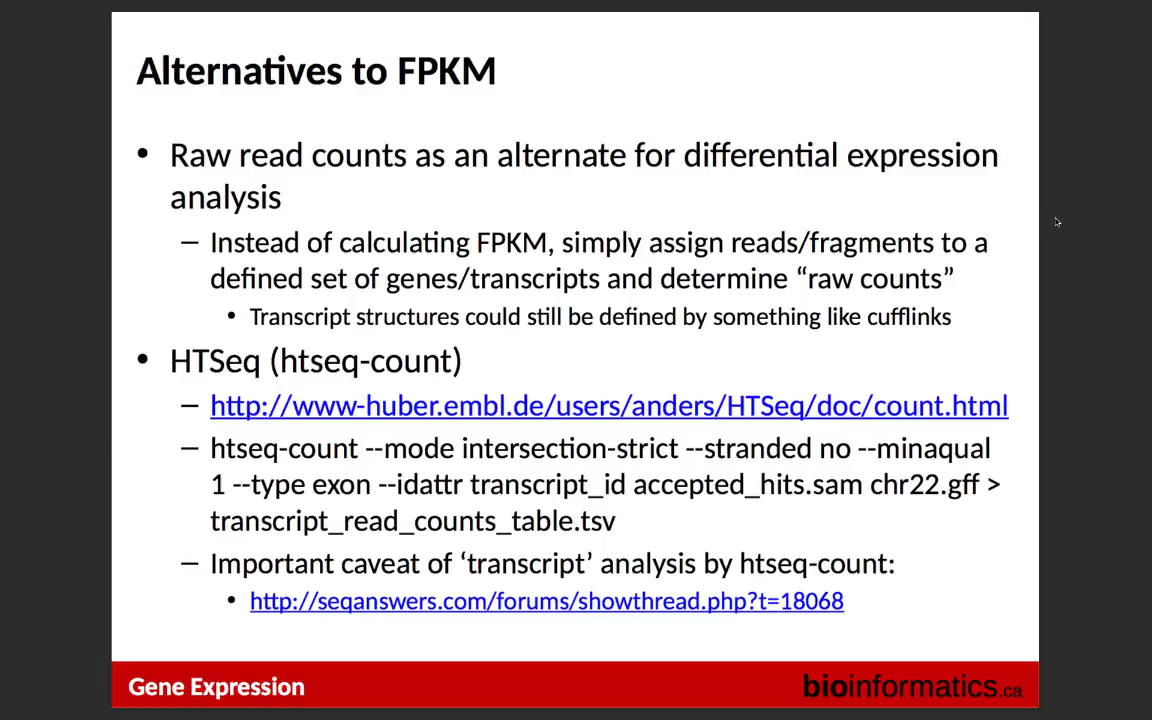 Alternatives to FPKM
• Raw read counts as an alternate for differential expression
analysis
– Instead of calculating FPKM, simply assign reads/fragments to a
defined set of genes/transcripts and determine “raw counts”
• Transcript structures could still be defined by something like cufflinks
• HTSeq (htseq-count)
– http://www-huber.embl.de/users/anders/HTSeq/doc/count.html
– htseq-count --mode intersection-strict --stranded no --minaqual
1 --type exon --idattr transcript_id accepted_hits.sam chr22.gff >
transcript_read_counts_table.tsv
– Important caveat of ‘transcript’ analysis by htseq-count:
• http://seqanswers.com/forums/showthread.php?t=18068
Gene Expression
bioinformatics.ca